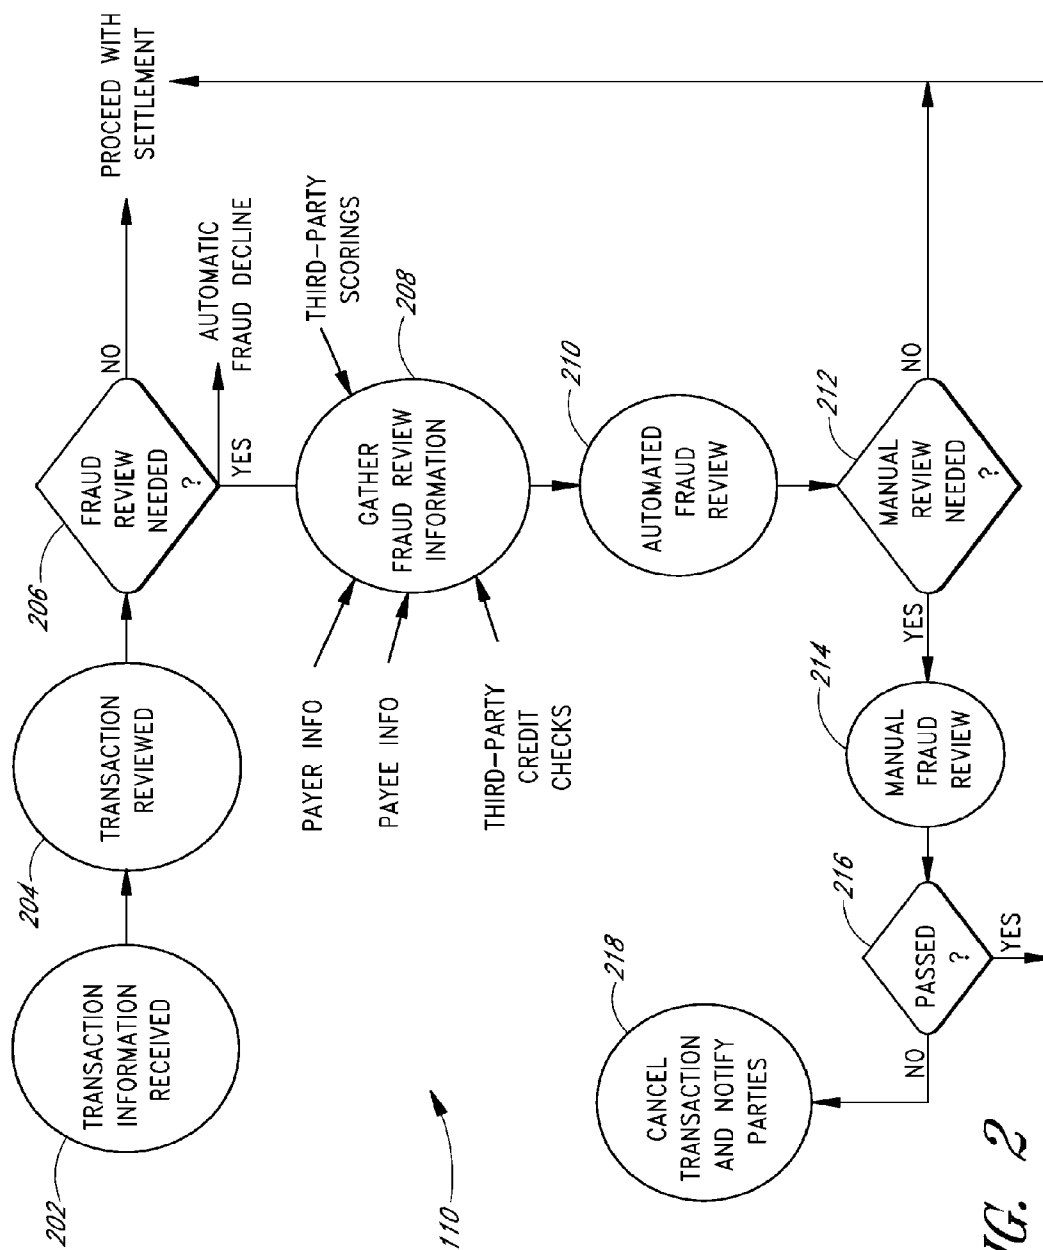 TRANSACTION
INFORMATION
RECEIVED
202
TRANSACTION
REVIEWED
204
FRAUD
REVIEW
NEEDED
?
206
NO
PROCEED WITH
SETTLEMENT
YES
AUTOMATIC
FRAUD DECLINE
PAYER INFO
PAYEE INFO
THIRD-PARTY
CREDIT
CHECKS
THIRD-PARTY
SCORINGS
GATHER
FRAUD REVIEW
INFORMATION
208
AUTOMATED
FRAUD
REVIEW
210
MANUAL
REVIEW
NEEDED
?
212
NO
YES
MANUAL
FRAUD
REVIEW
214
PASSED
?
216
YES
NO
CANCEL
TRANSACTION
AND NOTIFY
PARTIES
218
110
2